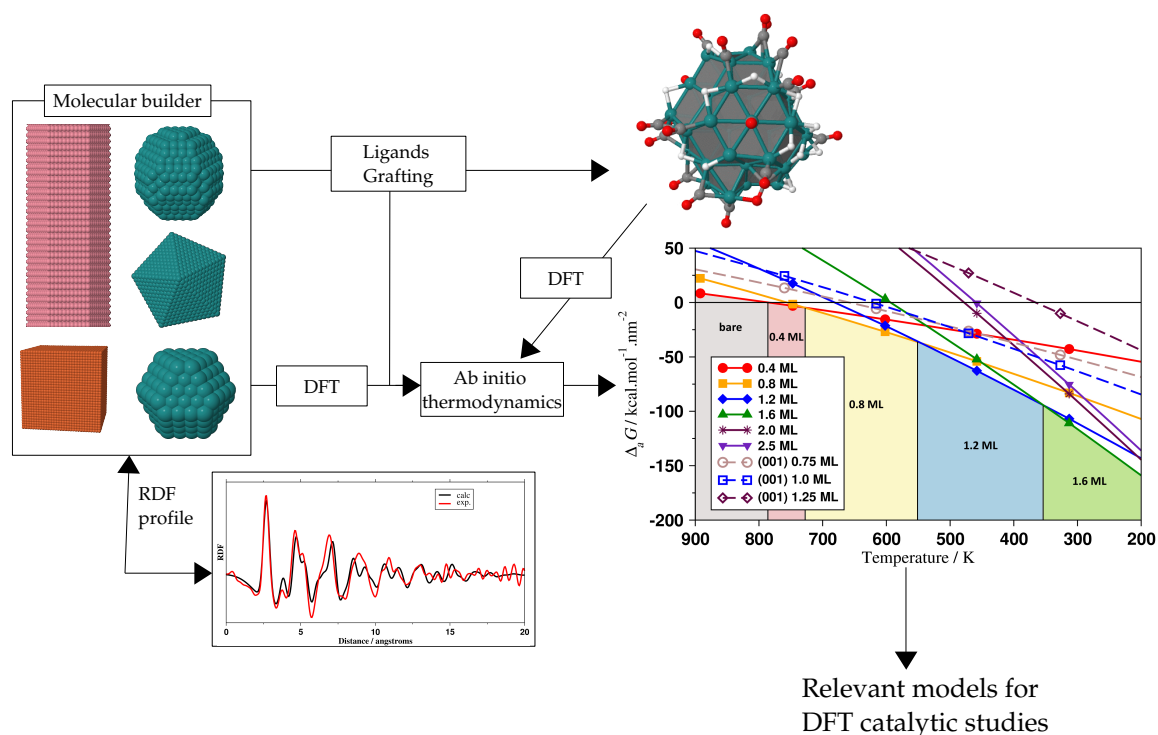 Molecular builder
Ligands
Grafting
DFT
DFT
Ab initio
thermodynamics
RDF
profile
calc
exp.
RDF
0 5 10 15 20
Distance / angstroms
50
0
-50
-100
-150
-200
ΔₐG / kcal.mol⁻¹.nm⁻²
bare
0.4 ML
0.8 ML
1.2 ML
1.6 ML
0.4 ML
0.8 ML
1.2 ML
1.6 ML
2.0 ML
2.5 ML
(001) 0.75 ML
(001) 1.0 ML
(001) 1.25 ML
900 800 700 600 500 400 300 200
Temperature / K
Relevant models for
DFT catalytic studies